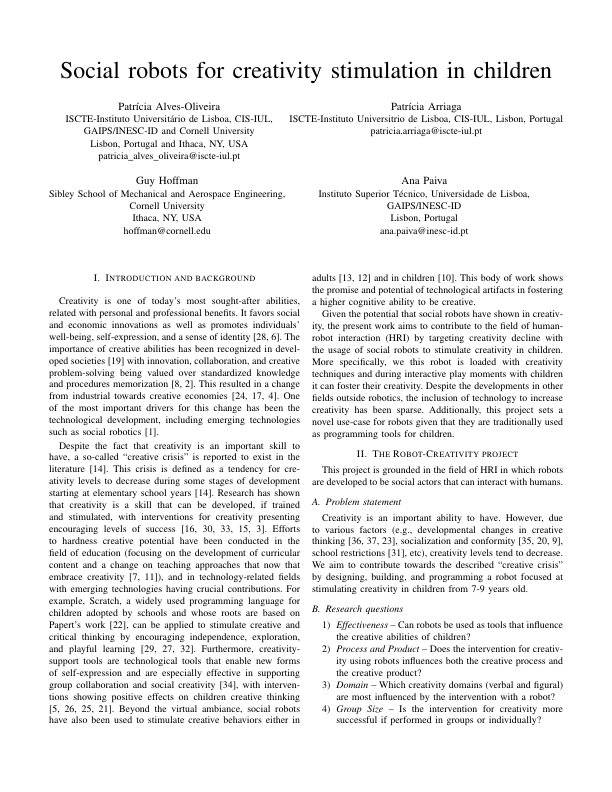 Social robots for creativity stimulation in children
Patrícia Alves-Oliveira
ISCTE-Instituto Universitário de Lisboa, CIS-IUL,
GAIPS/INESC-ID and Cornell University
Lisbon, Portugal and Ithaca, NY, USA
patricia_alves_oliveira@iscte-iul.pt
Patrícia Arriaga
ISCTE-Instituto Universitrio de Lisboa, CIS-IUL, Lisbon, Portugal
patricia.arriaga@iscte-iul.pt
Guy Hoffman
Sibley School of Mechanical and Aerospace Engineering,
Cornell University
Ithaca, NY, USA
hoffman@cornell.edu
Ana Paiva
Instituto Superior Técnico, Universidade de Lisboa,
GAIPS/INESC-ID
Lisbon, Portugal
ana.paiva@inesc-id.pt
I. Introduction and background
Creativity is one of today's most sought-after abilities,
related with personal and professional benefits. It favors social
and economic innovations as well as promotes individuals'
well-being, self-expression, and a sense of identity [28, 6]. The
importance of creative abilities has been recognized in devel-
oped societies [19] with innovation, collaboration, and creative
problem-solving being valued over standardized knowledge
and procedures memorization [8, 2]. This resulted in a change
from industrial towards creative economies [24, 17, 4]. One
of the most important drivers for this change has been the
technological development, including emerging technologies
such as social robotics [1].
Despite the fact that creativity is an important skill to
have, a so-called “creative crisis” is reported to exist in the
literature [14]. This crisis is defined as a tendency for cre-
ativity levels to decrease during some stages of development
starting at elementary school years [14]. Research has shown
that creativity is a skill that can be developed, if trained
and stimulated, with interventions for creativity presenting
encouraging levels of success [16, 30, 33, 15, 3]. Efforts
to hardness creative potential have been conducted in the
field of education (focusing on the development of curricular
content and a change on teaching approaches that now that
embrace creativity [7, 11]), and in technology-related fields
with emerging technologies having crucial contributions. For
example, Scratch, a widely used programming language for
children adopted by schools and whose roots are based on
Papert's work [22], can be applied to stimulate creative and
critical thinking by encouraging independence, exploration,
and playful learning [29, 27, 32]. Furthermore, creativity-
support tools are technological tools that enable new forms
of self-expression and are especially effective in supporting
group collaboration and social creativity [34], with interven-
tions showing positive effects on children creative thinking
[5, 26, 25, 21]. Beyond the virtual ambiance, social robots
have also been used to stimulate creative behaviors either in
adults [13, 12] and in children [10]. This body of work shows
the promise and potential of technological artifacts in fostering
a higher cognitive ability to be creative.
Given the potential that social robots have shown in creativ-
ity, the present work aims to contribute to the field of human-
robot interaction (HRI) by targeting creativity decline with
the usage of social robots to stimulate creativity in children.
More specifically, we this robot is loaded with creativity
techniques and during interactive play moments with children
it can foster their creativity. Despite the developments in other
fields outside robotics, the inclusion of technology to increase
creativity has been sparse. Additionally, this project sets a
novel use-case for robots given that they are traditionally used
as programming tools for children.
II. The Robot-Creativity project
This project is grounded in the field of HRI in which robots
are developed to be social actors that can interact with humans.
A. Problem statement
Creativity is an important ability to have. However, due
to various factors (e.g., developmental changes in creative
thinking [36, 37, 23], socialization and conformity [35, 20, 9],
school restrictions [31], etc), creativity levels tend to decrease.
We aim to contribute towards the described “creative crisis”
by designing, building, and programming a robot focused at
stimulating creativity in children from 7-9 years old.
B. Research questions
1) Effectiveness – Can robots be used as tools that influence
the creative abilities of children?
2) Process and Product – Does the intervention for creativ-
ity using robots influences both the creative process and
the creative product?
3) Domain – Which creativity domains (verbal and figural)
are most influenced by the intervention with a robot?
4) Group Size – Is the intervention for creativity more
successful if performed in groups or individually?